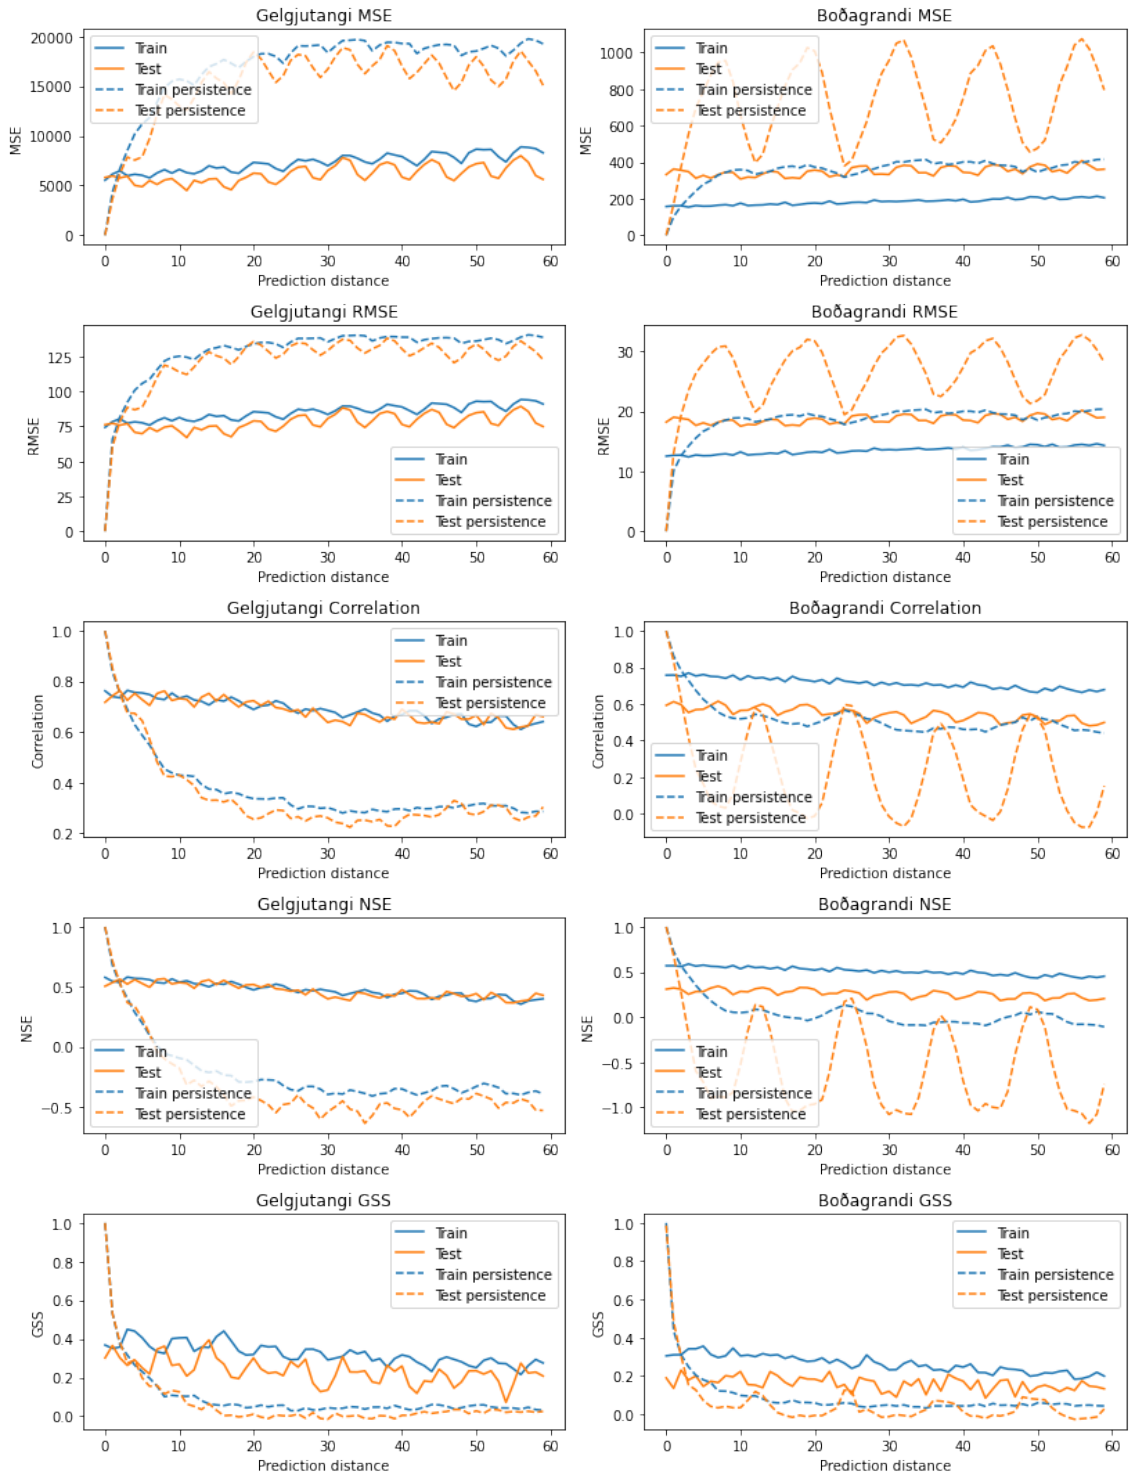 Gelgjutangi MSE
MSE
20000
15000
10000
5000
0
Train
Test
Train persistence
Test persistence
0 10 20 30 40 50 60
Prediction distance
Boðagrandi MSE
MSE
1000
800
600
400
200
0
Train
Test
Train persistence
Test persistence
0 10 20 30 40 50 60
Prediction distance
Gelgjutangi RMSE
RMSE
125
100
75
50
25
0
Train
Test
Train persistence
Test persistence
0 10 20 30 40 50 60
Prediction distance
Boðagrandi RMSE
RMSE
30
20
10
0
Train
Test
Train persistence
Test persistence
0 10 20 30 40 50 60
Prediction distance
Gelgjutangi Correlation
Correlation
1.0
0.8
0.6
0.4
0.2
Train
Test
Train persistence
Test persistence
0 10 20 30 40 50 60
Prediction distance
Boðagrandi Correlation
Correlation
1.0
0.8
0.6
0.4
0.2
0.0
Train
Test
Train persistence
Test persistence
0 10 20 30 40 50 60
Prediction distance
Gelgjutangi NSE
NSE
1.0
0.5
0.0
−0.5
Train
Test
Train persistence
Test persistence
0 10 20 30 40 50 60
Prediction distance
Boðagrandi NSE
NSE
1.0
0.5
0.0
−0.5
−1.0
Train
Test
Train persistence
Test persistence
0 10 20 30 40 50 60
Prediction distance
Gelgjutangi GSS
GSS
1.0
0.8
0.6
0.4
0.2
0.0
Train
Test
Train persistence
Test persistence
0 10 20 30 40 50 60
Prediction distance
Boðagrandi GSS
GSS
1.0
0.8
0.6
0.4
0.2
0.0
Train
Test
Train persistence
Test persistence
0 10 20 30 40 50 60
Prediction distance